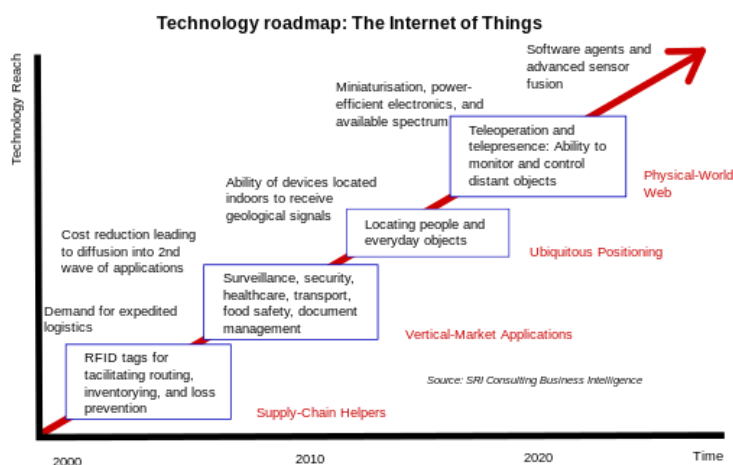 Technology roadmap: The Internet of Things
Technology Reach
Software agents and
advanced sensor
fusion
Miniaturisation, power-
efficient electronics, and
available spectrum
Teleoperation and
telepresence: Ability to
monitor and control
distant objects
Physical-World
Web
Ability of devices located
indoors to receive
geological signals
Locating people and
everyday objects
Ubiquitous Positioning
Cost reduction leading
to diffusion into 2nd
wave of applications
Surveillance, security,
healthcare, transport,
food safety, document
management
Vertical-Market Applications
Demand for expedited
logistics
RFID tags for
tacilitating routing,
inventorying, and loss
prevention
Supply-Chain Helpers
Source: SRI Consulting Business Intelligence
2000
2010
2020
Time